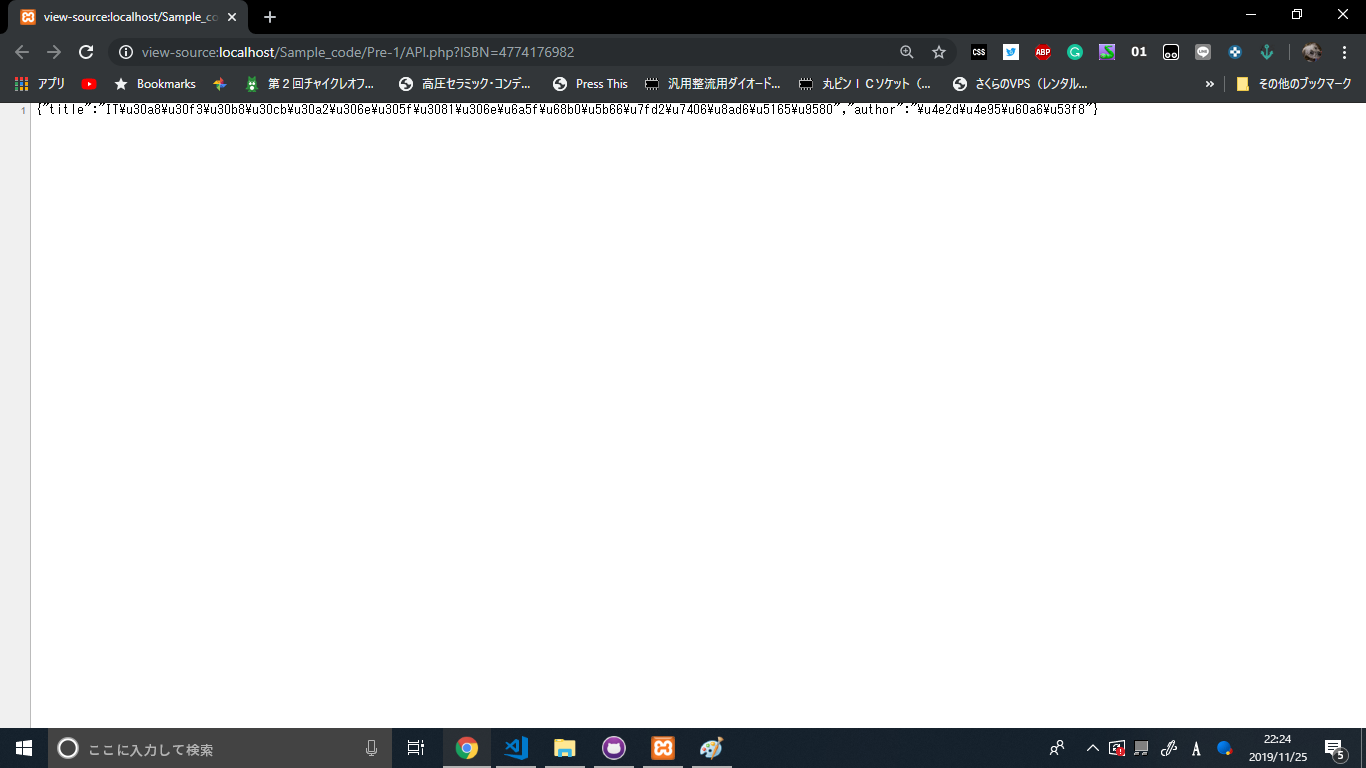 view-source:localhost/Sample_co
view-source:localhost/Sample_code/Pre-1/API.php?ISBN=4774176982
CSS
ABP
01
アプリ
Bookmarks
第２回チャイクレオフ...
高圧セラミック・コンデ...
Press This
汎用整流用ダイオード...
丸ピンＩＣソケット（...
さくらのVPS（レンタル...
»
その他のブックマーク
1 {"title":"IT¥u30a8¥u30f3¥u30b8¥u30cb¥u30a2¥u306e¥u305f¥u3081¥u306e¥u6a5f¥u68b0¥u5b66¥u7fd2¥u7406¥u8ad6¥u5165¥u9580","author":"¥u4e2d¥u4e95¥u60a6¥u53f8"}
ここに入力して検索
A
22:24
2019/11/25
5